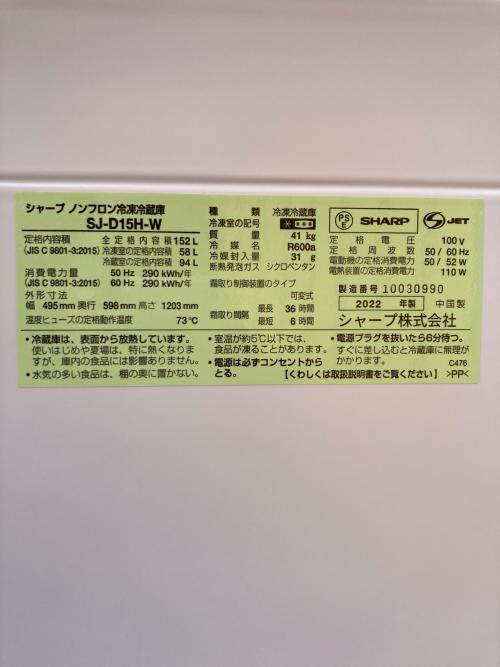 シャープ ノンフロン冷凍冷蔵庫
SJ-D15H-W
定格内容積 全定格内容積 152 L
(JIS C 9801-3:2015) 冷凍室の定格内容積 58 L
冷蔵室の定格内容積 94 L
消費電力量 50 Hz 290 kWh/年
(JIS C 9801-3:2015) 60 Hz 290 kWh/年
外形寸法
幅 495 mm 奥行 598 mm 高さ 1203 mm
温度ヒューズの定格動作温度 73℃
種類 冷凍冷蔵庫
冷凍室の記号
質量 41 kg
冷媒名 R600a
冷媒封入量 31 g
断熱発泡ガス シクロペンタン
霜取り制御装置のタイプ
可変式
霜取り間隔 最長 36 時間
最短 6 時間
PSE SHARP JET
定格電圧 100 V
定格周波数 50 / 60 Hz
電動機の定格消費電力 50 / 52 W
電熱装置の定格消費電力 110 W
製造番号 10030990
2022 年製 中国製
シャープ株式会社
・冷蔵庫は、表面から放熱しています。
使いはじめや夏場は、特に熱くなりま
すが、庫内の食品には影響ありません。
・水気の多い食品は、棚の奥に置かない。
・室温が約5℃以下では、
食品が凍ることがあります。
・電源は必ずコンセントから
とる。
・電源プラグを抜いたら6分待つ。
すぐに差し込むと冷蔵庫に無理が
かかります。 C476
【くわしくは取扱説明書をご覧ください】 >PP<